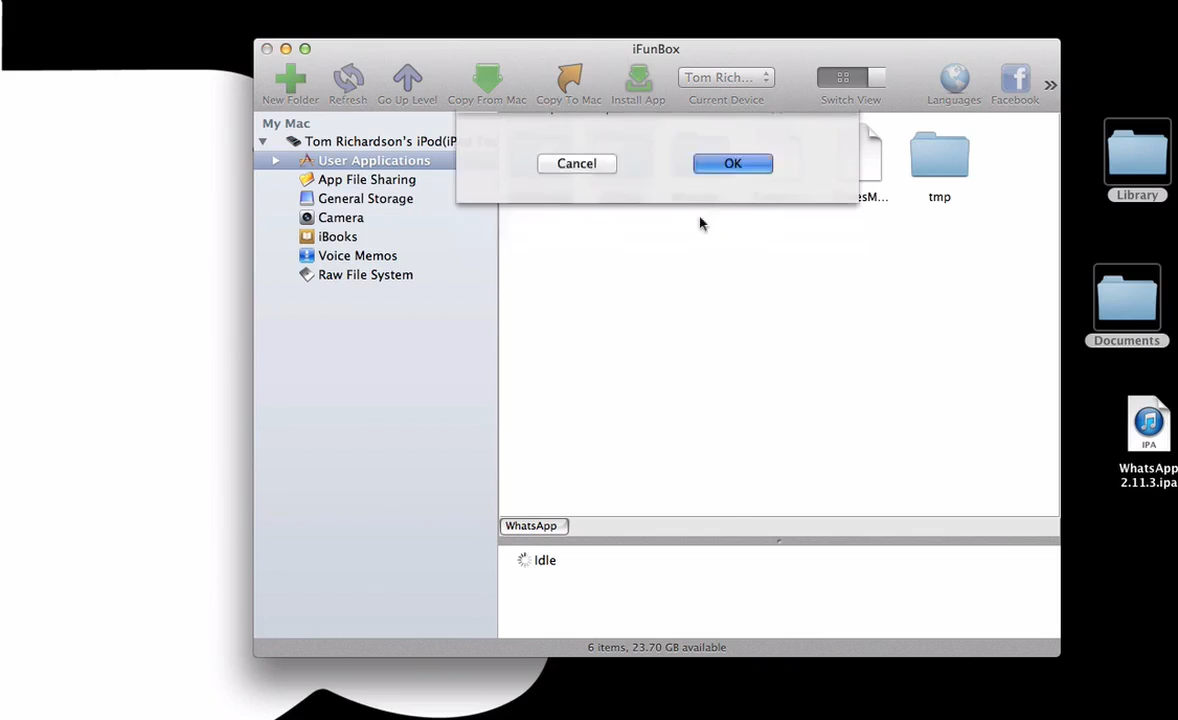 iFunBox
New Folder Refresh Go Up Level Copy From Mac Copy To Mac Install App Tom Rich... Current Device Switch View Languages Facebook
My Mac
Tom Richardson's iPod(iP
User Applications
App File Sharing
General Storage
Camera
iBooks
Voice Memos
Raw File System
Cancel OK
esM... tmp
WhatsApp
Idle
6 items, 23.70 GB available
Library
Documents
IPA
WhatsApp
2.11.3.ipa